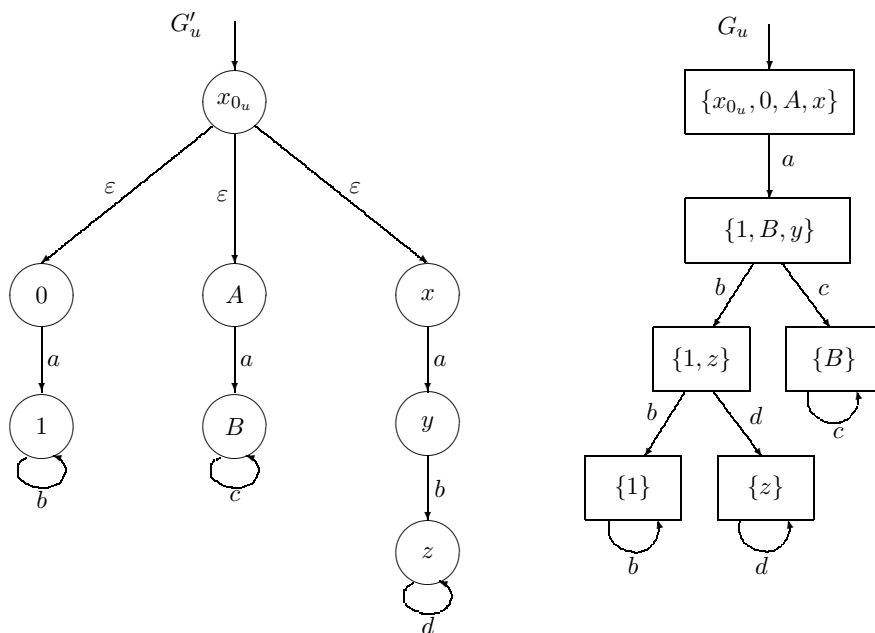 G'_u
G_u
x_{0_u}
{x_{0_u}, 0, A, x}
a
ε
ε
ε
{1, B, y}
0
A
x
b
c
a
a
a
{1, z}
{B}
1
B
y
b
d
c
b
c
b
{1}
{z}
z
b
d
d